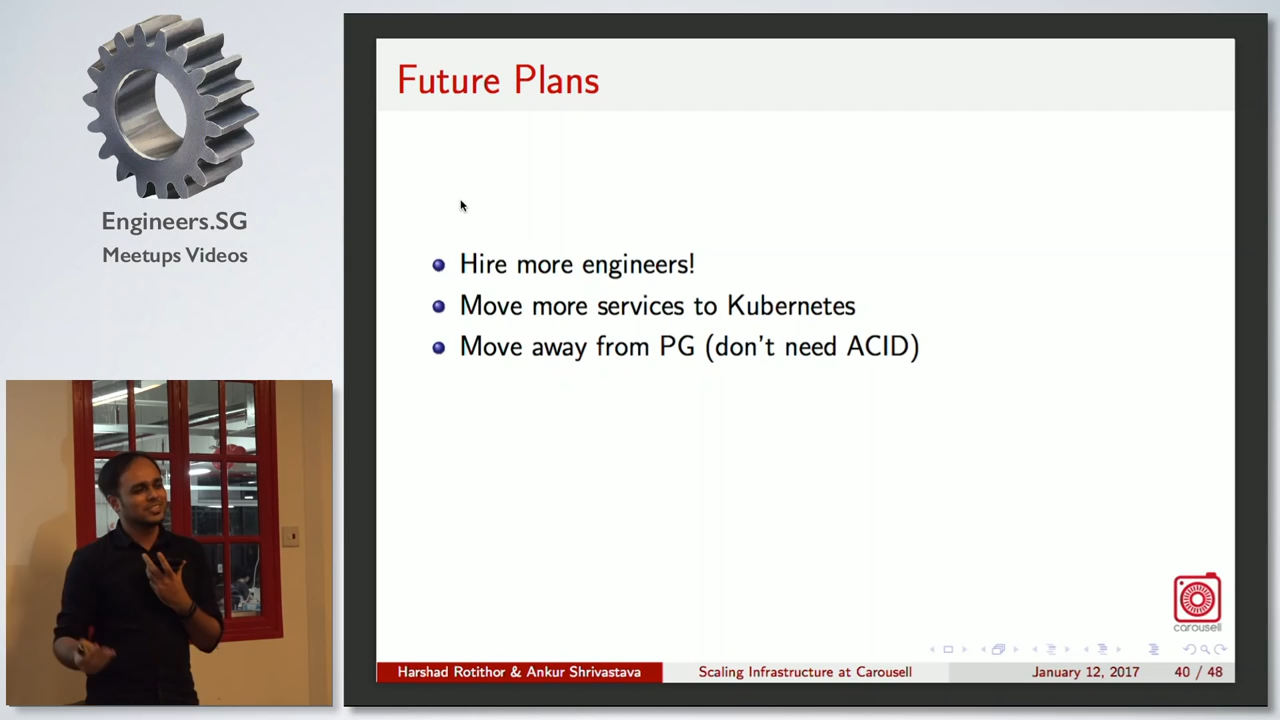 Engineers.SG
Meetups Videos
Future Plans
Hire more engineers!
Move more services to Kubernetes
Move away from PG (don't need ACID)
carousell
Harshad Rotithor & Ankur Shrivastava
Scaling Infrastructure at Carousell
January 12, 2017
40 / 48